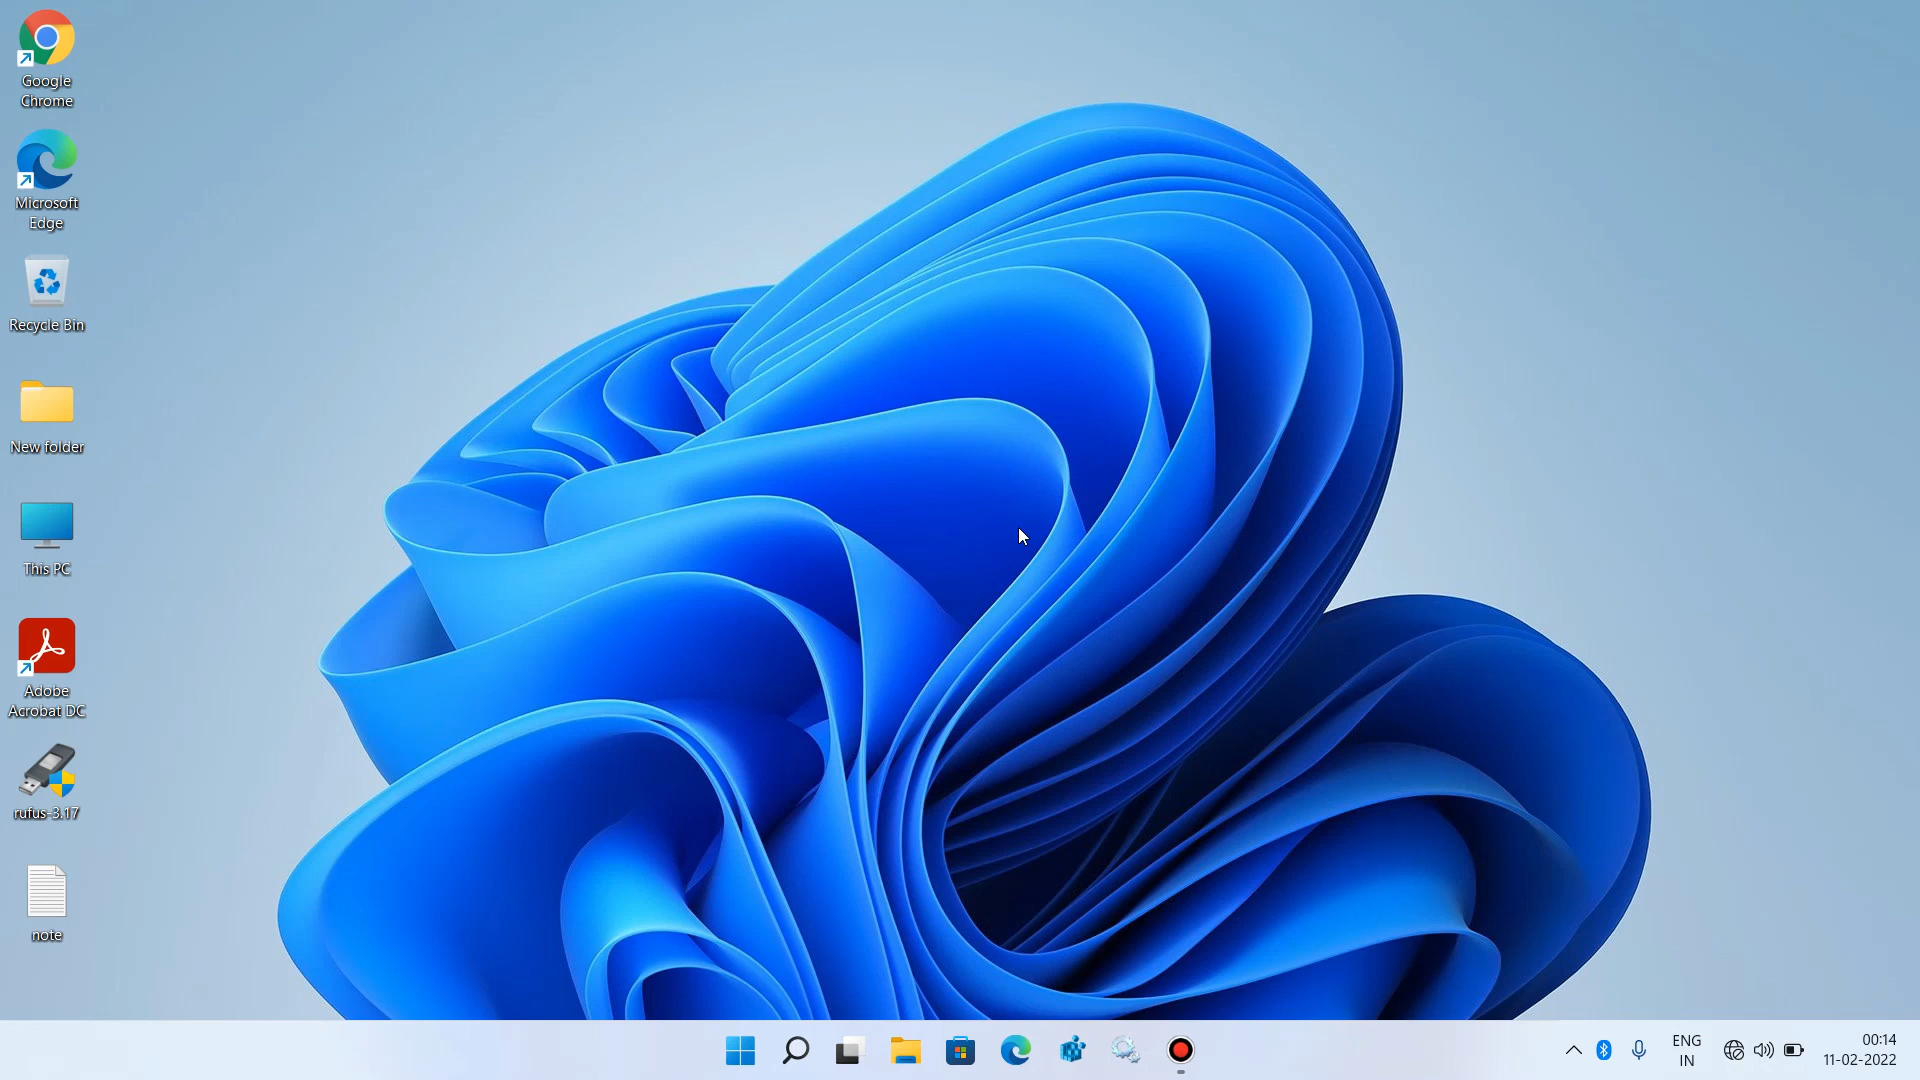 Google
Chrome
Microsoft
Edge
Recycle Bin
New folder
This PC
Adobe
Acrobat DC
rufus-3.17
note
ENG
IN
00:14
11-02-2022